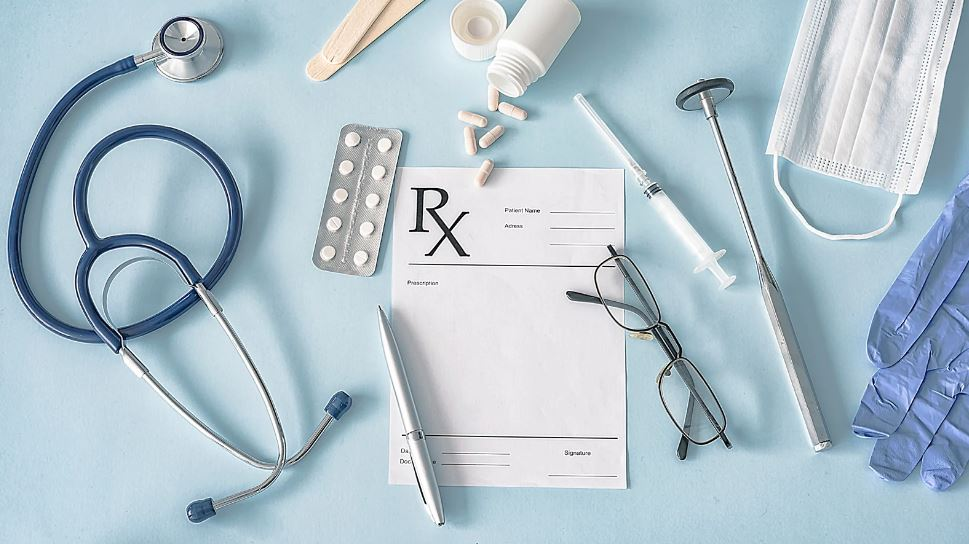 Rx
Patient Name
Adress
Prescription
Signature